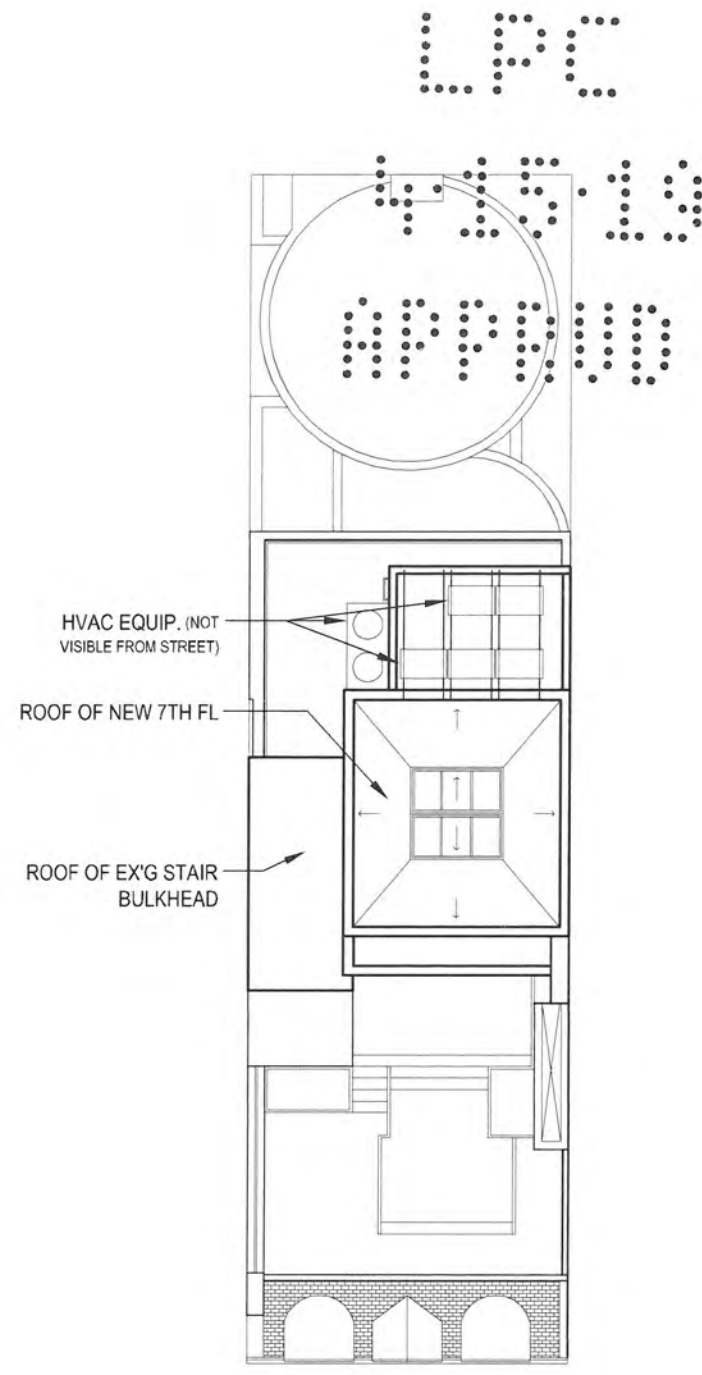 LPC
4·15·19
APPRUD
HVAC EQUIP. (NOT
VISIBLE FROM STREET)
ROOF OF NEW 7TH FL
ROOF OF EX'G STAIR
BULKHEAD